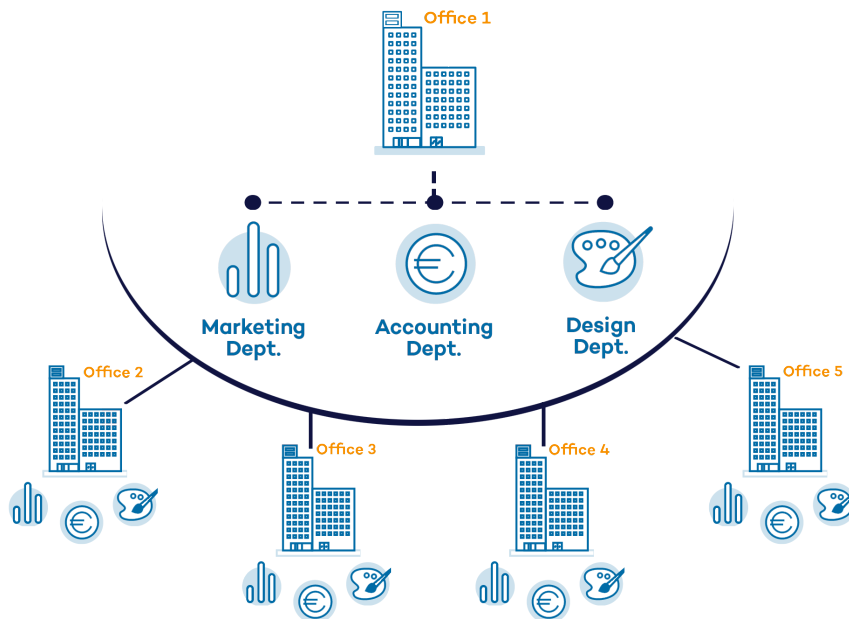 Office 1
Marketing
Dept.
Accounting
Dept.
Design
Dept.
Office 2
Office 3
Office 4
Office 5